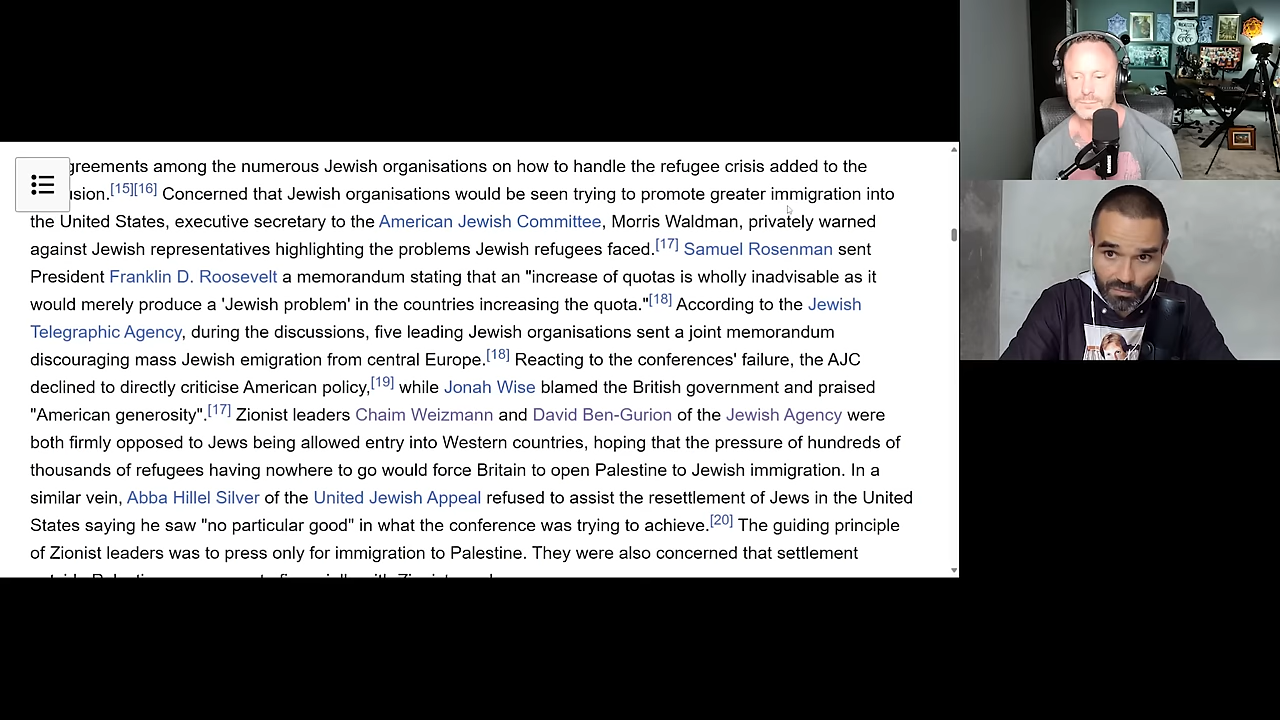 greements among the numerous Jewish organisations on how to handle the refugee crisis added to the
usion.[15][16] Concerned that Jewish organisations would be seen trying to promote greater immigration into
the United States, executive secretary to the American Jewish Committee, Morris Waldman, privately warned
against Jewish representatives highlighting the problems Jewish refugees faced.[17] Samuel Rosenman sent
President Franklin D. Roosevelt a memorandum stating that an "increase of quotas is wholly inadvisable as it
would merely produce a 'Jewish problem' in the countries increasing the quota."[18] According to the Jewish
Telegraphic Agency, during the discussions, five leading Jewish organisations sent a joint memorandum
discouraging mass Jewish emigration from central Europe.[18] Reacting to the conferences' failure, the AJC
declined to directly criticise American policy,[19] while Jonah Wise blamed the British government and praised
"American generosity".[17] Zionist leaders Chaim Weizmann and David Ben-Gurion of the Jewish Agency were
both firmly opposed to Jews being allowed entry into Western countries, hoping that the pressure of hundreds of
thousands of refugees having nowhere to go would force Britain to open Palestine to Jewish immigration. In a
similar vein, Abba Hillel Silver of the United Jewish Appeal refused to assist the resettlement of Jews in the United
States saying he saw "no particular good" in what the conference was trying to achieve.[20] The guiding principle
of Zionist leaders was to press only for immigration to Palestine. They were also concerned that settlement